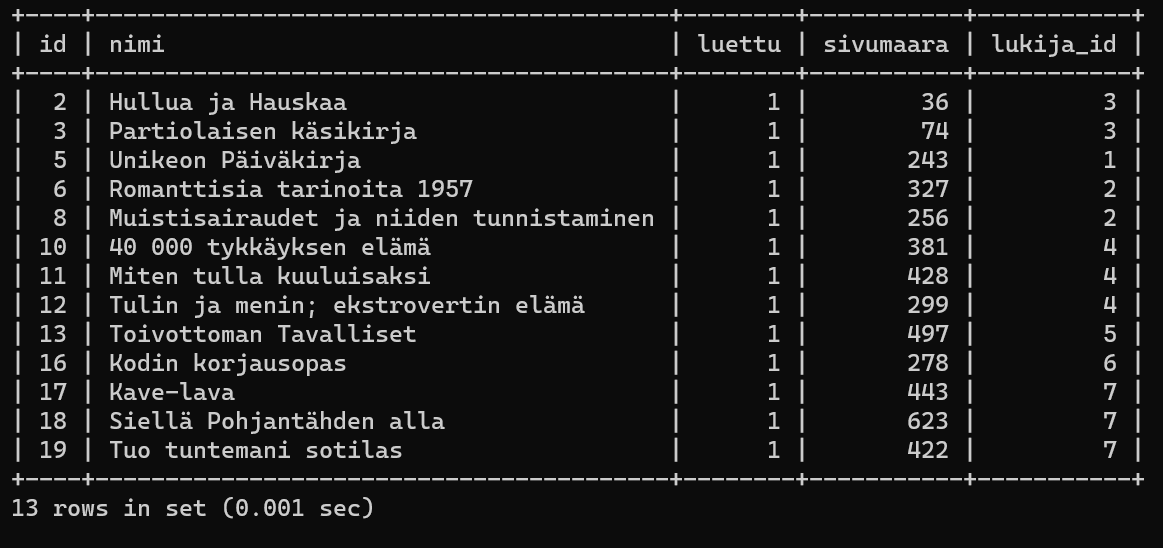 +----+------------------------------------------+--------+-----------+-----------+
| id | nimi                                     | luettu | sivumaara | lukija_id |
+----+------------------------------------------+--------+-----------+-----------+
|  2 | Hullua ja Hauskaa                        |      1 |        36 |         3 |
|  3 | Partiolaisen käsikirja                   |      1 |        74 |         3 |
|  5 | Unikeon Päiväkirja                       |      1 |       243 |         1 |
|  6 | Romanttisia tarinoita 1957               |      1 |       327 |         2 |
|  8 | Muistisairaudet ja niiden tunnistaminen |      1 |       256 |         2 |
| 10 | 40 000 tykkäyksen elämä                  |      1 |       381 |         4 |
| 11 | Miten tulla kuuluisaksi                  |      1 |       428 |         4 |
| 12 | Tulin ja menin; ekstrovertin elämä       |      1 |       299 |         4 |
| 13 | Toivottoman Tavalliset                   |      1 |       497 |         5 |
| 16 | Kodin korjausopas                        |      1 |       278 |         6 |
| 17 | Kave-lava                                |      1 |       443 |         7 |
| 18 | Siellä Pohjantähden alla                 |      1 |       623 |         7 |
| 19 | Tuo tuntemani sotilas                    |      1 |       422 |         7 |
+----+------------------------------------------+--------+-----------+-----------+
13 rows in set (0.001 sec)